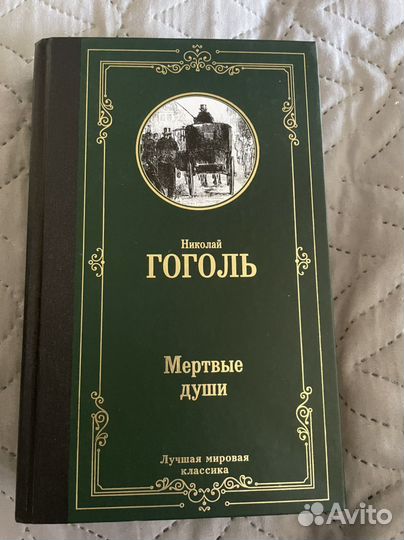 Николай
ГОГОЛЬ
Мертвые
души
Лучшая мировая
классика
Avito